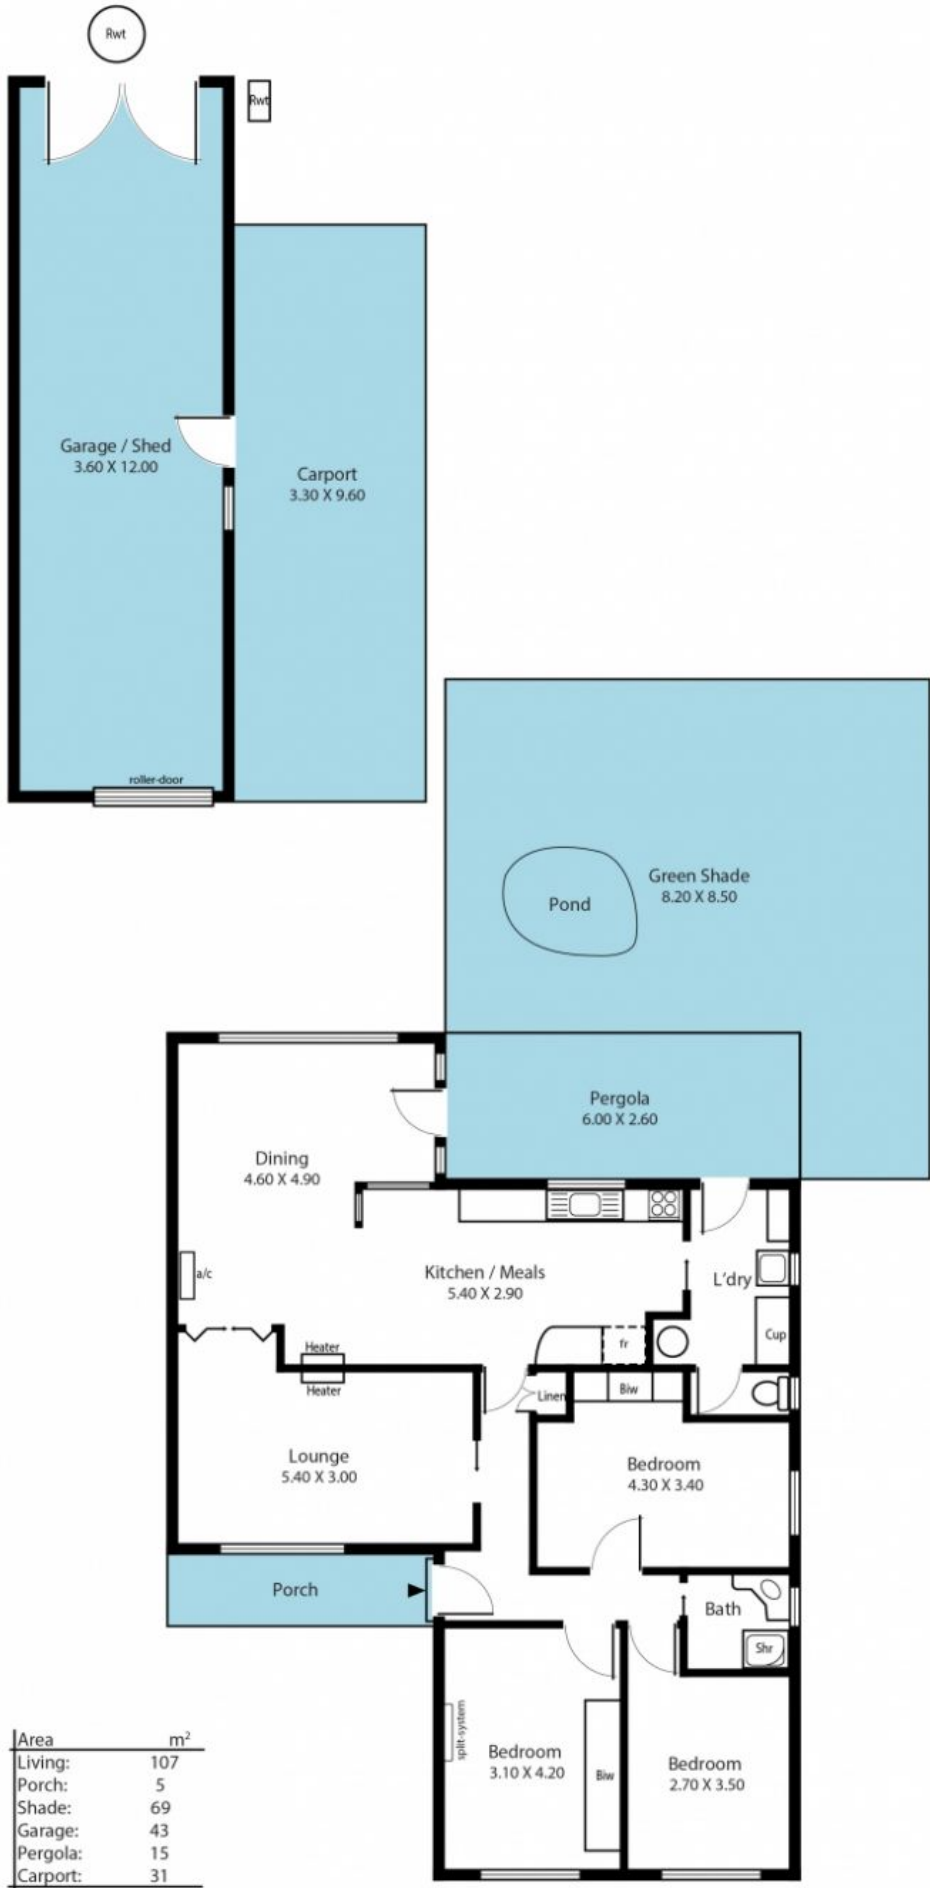 Rwt
Rwt
Garage / Shed
3.60 X 12.00
Carport
3.30 X 9.60
roller-door
Green Shade
8.20 X 8.50
Pond
Pergola
6.00 X 2.60
Dining
4.60 X 4.90
a/c
Kitchen / Meals
5.40 X 2.90
L'dry
Cup
fr
Heater
Heater
Linen
Biw
Lounge
5.40 X 3.00
Bedroom
4.30 X 3.40
Porch
Bath
Shr
split-system
Bedroom
3.10 X 4.20
Biw
Bedroom
2.70 X 3.50
Area m²
Living: 107
Porch: 5
Shade: 69
Garage: 43
Pergola: 15
Carport: 31